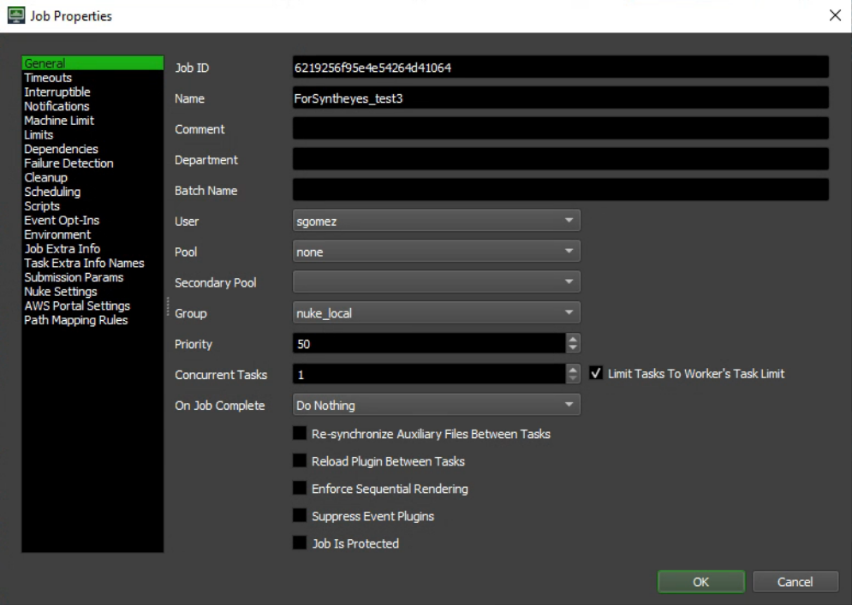 Job Properties
General
Timeouts
Interruptible
Notifications
Machine Limit
Limits
Dependencies
Failure Detection
Cleanup
Scheduling
Scripts
Event Opt-Ins
Environment
Job Extra Info
Task Extra Info Names
Submission Params
Nuke Settings
AWS Portal Settings
Path Mapping Rules
Job ID 6219256f95e4e54264d41064
Name ForSyntheyes_test3
Comment
Department
Batch Name
User sgomez
Pool none
Secondary Pool
Group nuke_local
Priority 50
Concurrent Tasks 1 Limit Tasks To Worker's Task Limit
On Job Complete Do Nothing
Re-synchronize Auxiliary Files Between Tasks
Reload Plugin Between Tasks
Enforce Sequential Rendering
Suppress Event Plugins
Job Is Protected
OK Cancel